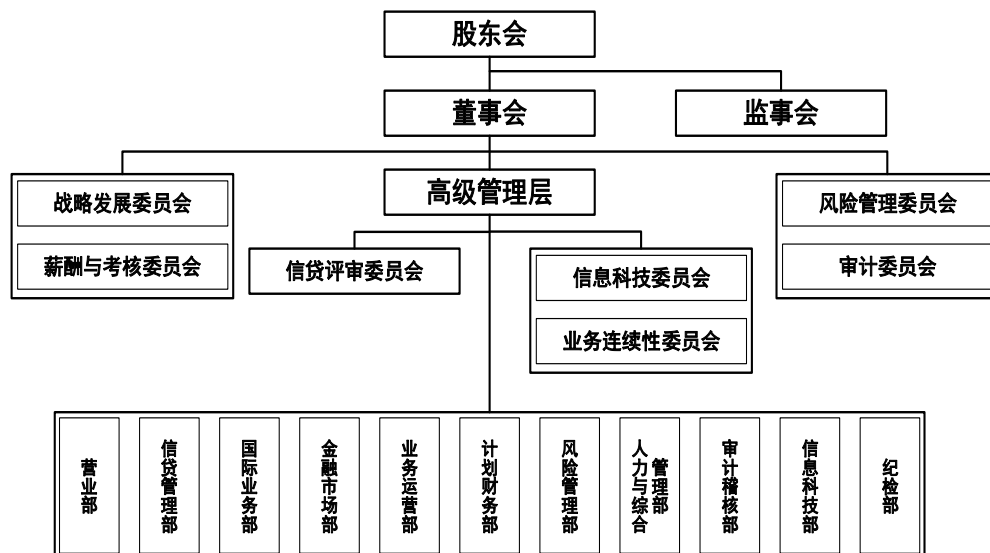 股东会
董事会
监事会
战略发展委员会
薪酬与考核委员会
高级管理层
风险管理委员会
审计委员会
信贷评审委员会
信息科技委员会
业务连续性委员会
营业部
信贷管理部
国际业务部
金融市场部
业务运营部
计划财务部
风险管理部
人力与综合
管理部
审计稽核部
信息科技部
纪检部